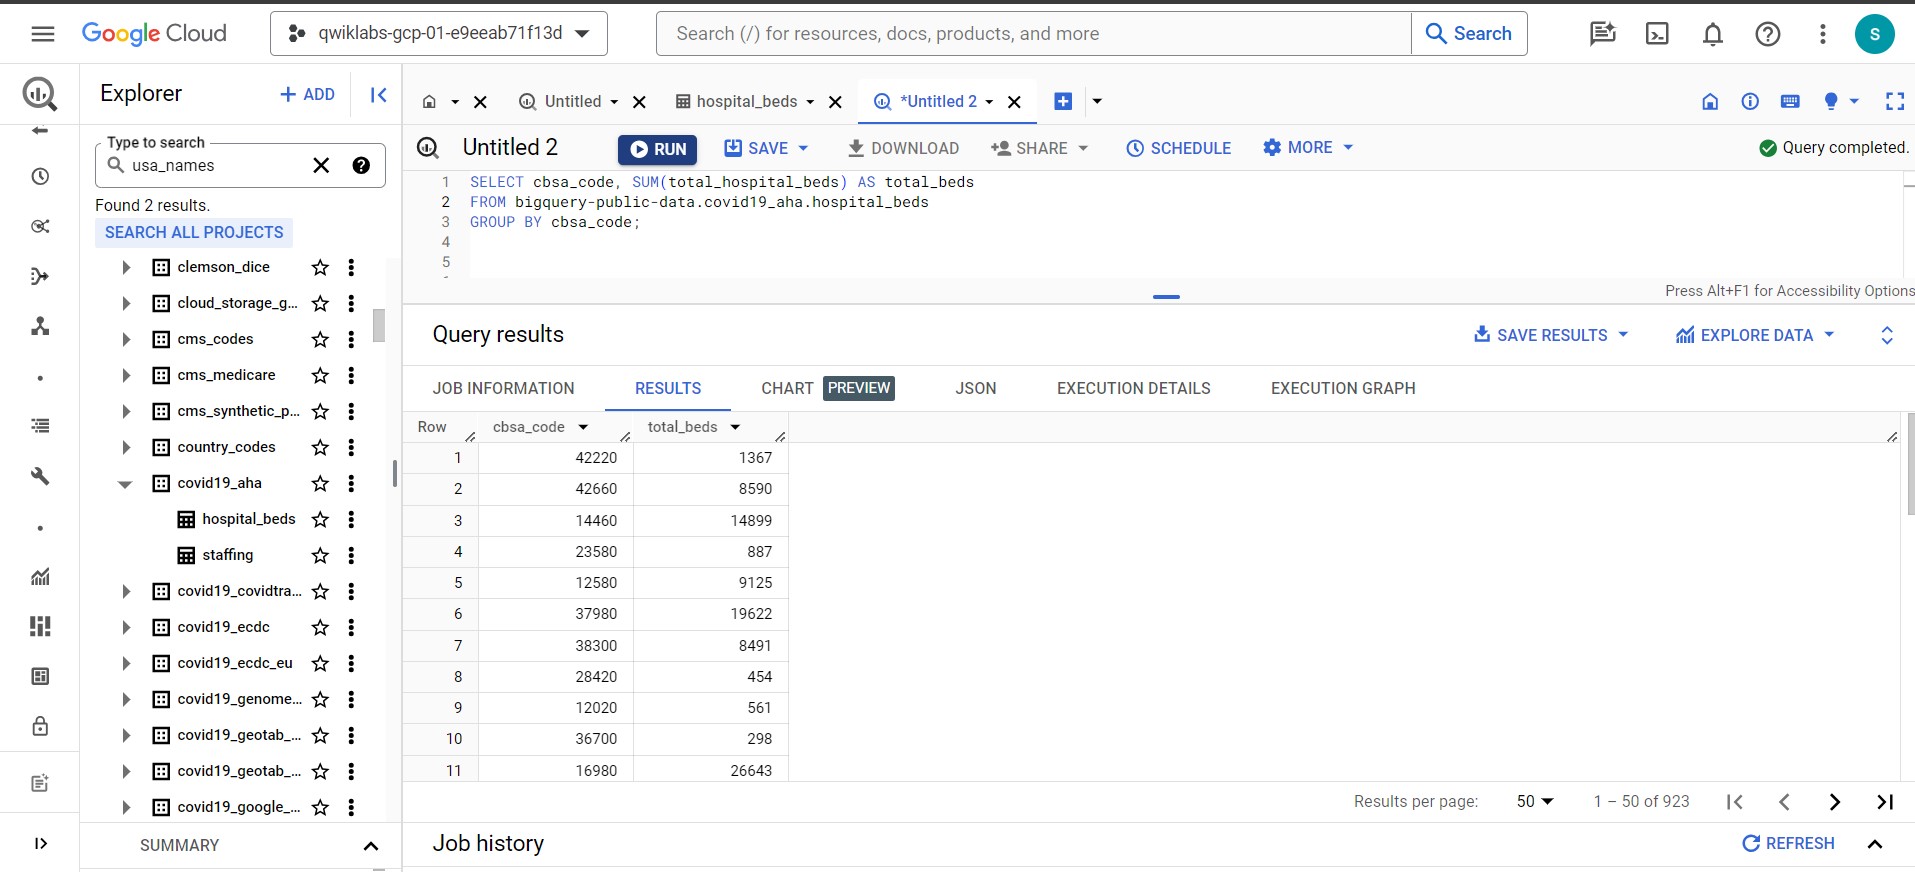 Google Cloud
qwiklabs-gcp-01-e9eeab71f13d
Search (/) for resources, docs, products, and more
Search
S
Explorer
+ ADD
Type to search
usa_names
Found 2 results.
SEARCH ALL PROJECTS
clemson_dice
cloud_storage_g...
cms_codes
cms_medicare
cms_synthetic_p...
country_codes
covid19_aha
hospital_beds
staffing
covid19_covidtra...
covid19_ecdc
covid19_ecdc_eu
covid19_genome...
covid19_geotab_...
covid19_geotab_...
covid19_google_...
SUMMARY
Untitled
hospital_beds
*Untitled 2
Untitled 2
RUN
SAVE
DOWNLOAD
SHARE
SCHEDULE
MORE
Query completed.
1 SELECT cbsa_code, SUM(total_hospital_beds) AS total_beds
2 FROM bigquery-public-data.covid19_aha.hospital_beds
3 GROUP BY cbsa_code;
4
5
Press Alt+F1 for Accessibility Options
Query results
SAVE RESULTS
EXPLORE DATA
JOB INFORMATION
RESULTS
CHART PREVIEW
JSON
EXECUTION DETAILS
EXECUTION GRAPH
Row cbsa_code total_beds
1 42220 1367
2 42660 8590
3 14460 14899
4 23580 887
5 12580 9125
6 37980 19622
7 38300 8491
8 28420 454
9 12020 561
10 36700 298
11 16980 26643
Results per page: 50 1 – 50 of 923
Job history
REFRESH